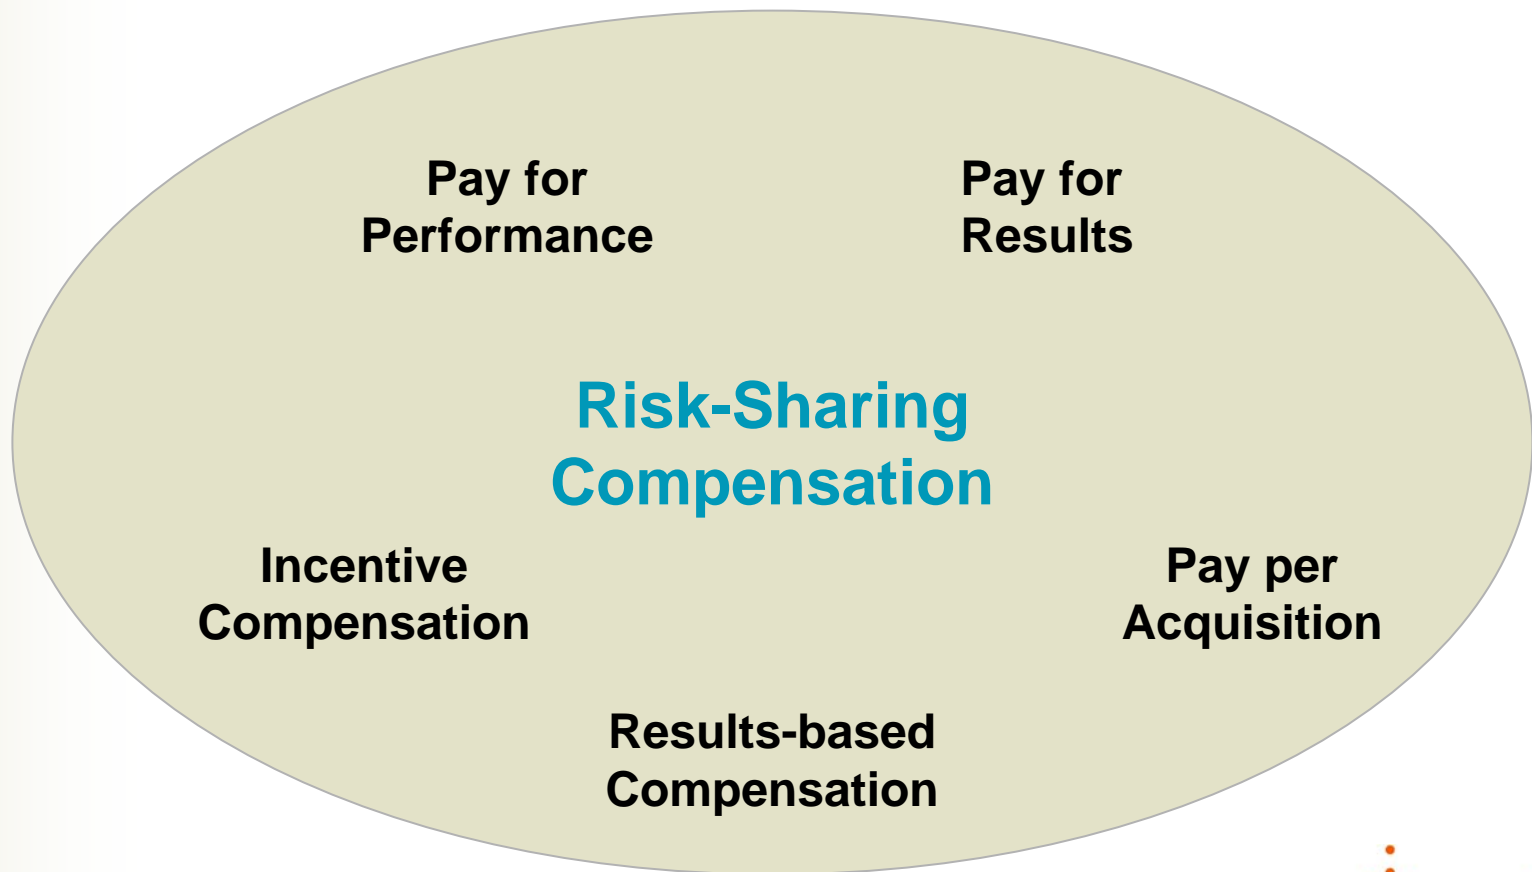 Pay for
Performance
Pay for
Results
Risk-Sharing
Compensation
Incentive
Compensation
Pay per
Acquisition
Results-based
Compensation